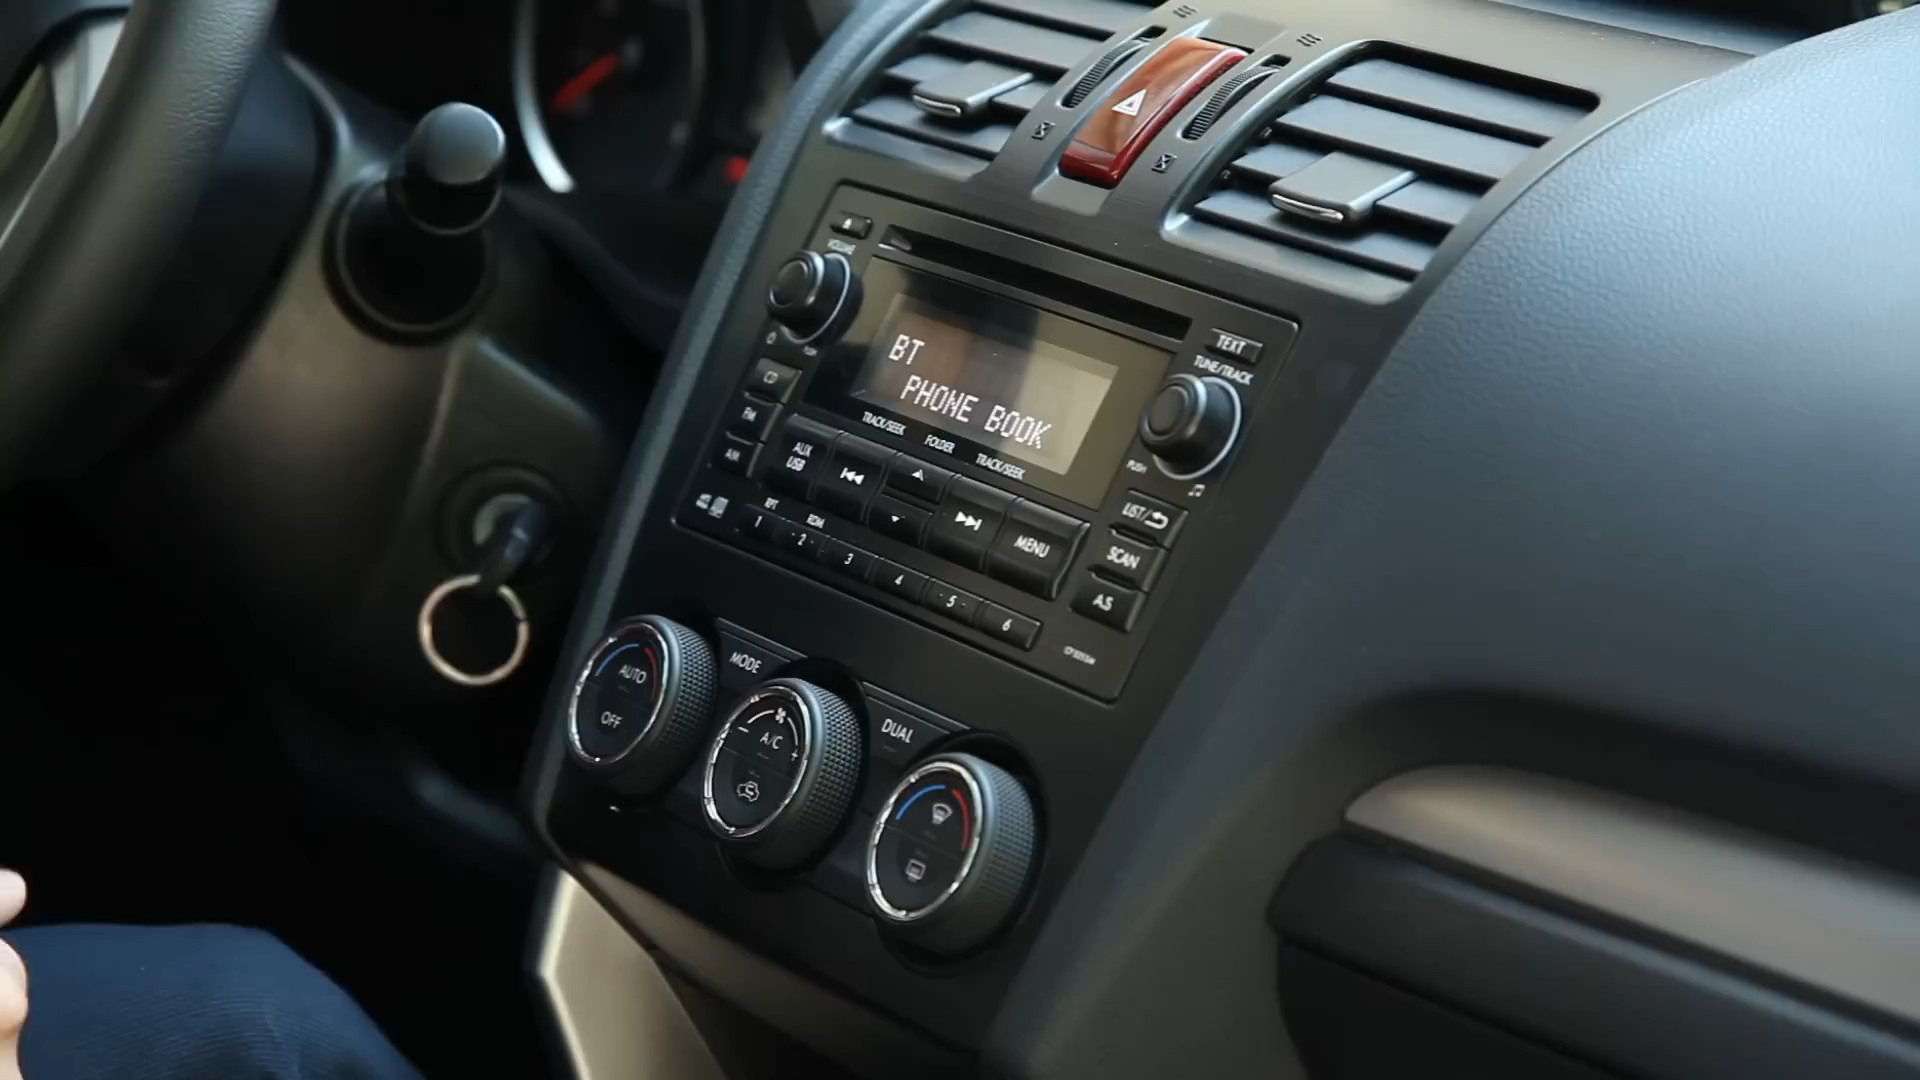 VOLUME
TEXT
TUNE/TRACK
BT
PHONE BOOK
CD
FM
AM
TRACK/SEEK
FOLDER
TRACK/SEEK
AUX
USB
MENU
PUSH
LIST/
SCAN
A.S
RPT
RDM
1
2
3
4
5
6
AUTO
OFF
MODE
A/C
- +
DUAL